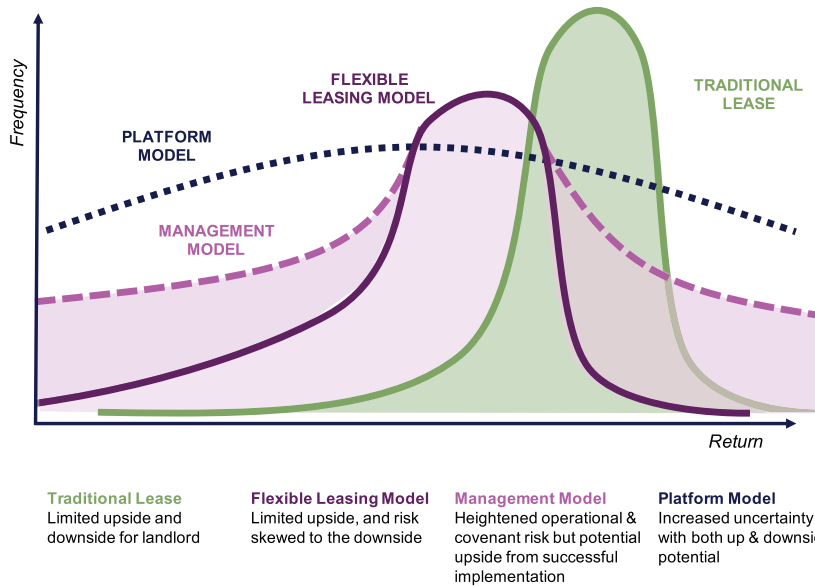 Frequency
FLEXIBLE
LEASING MODEL
TRADITIONAL
LEASE
PLATFORM
MODEL
MANAGEMENT
MODEL
Return
Traditional Lease
Limited upside and
downside for landlord
Flexible Leasing Model
Limited upside, and risk
skewed to the downside
Management Model
Heightened operational &
covenant risk but potential
upside from successful
implementation
Platform Model
Increased uncertainty
with both up & downsi
potential